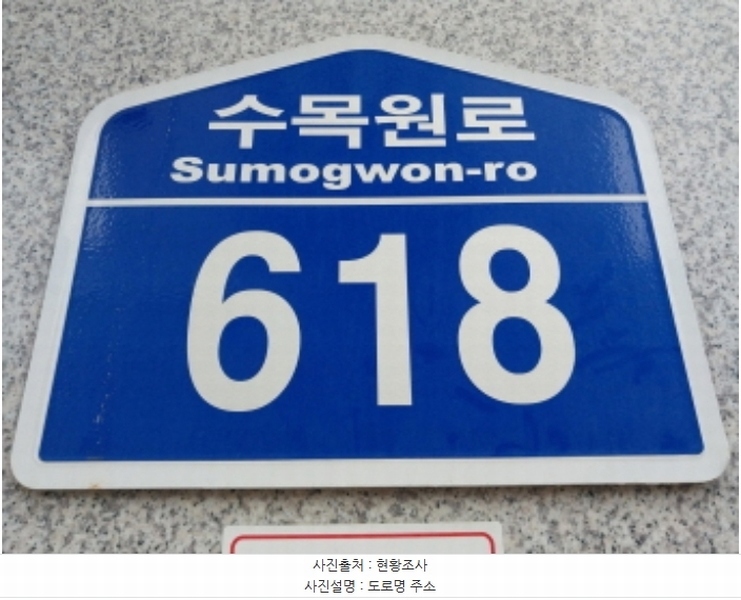 수목원로
Sumogwon-ro
618
사진출처 : 현황조사
사진설명 : 도로명 주소